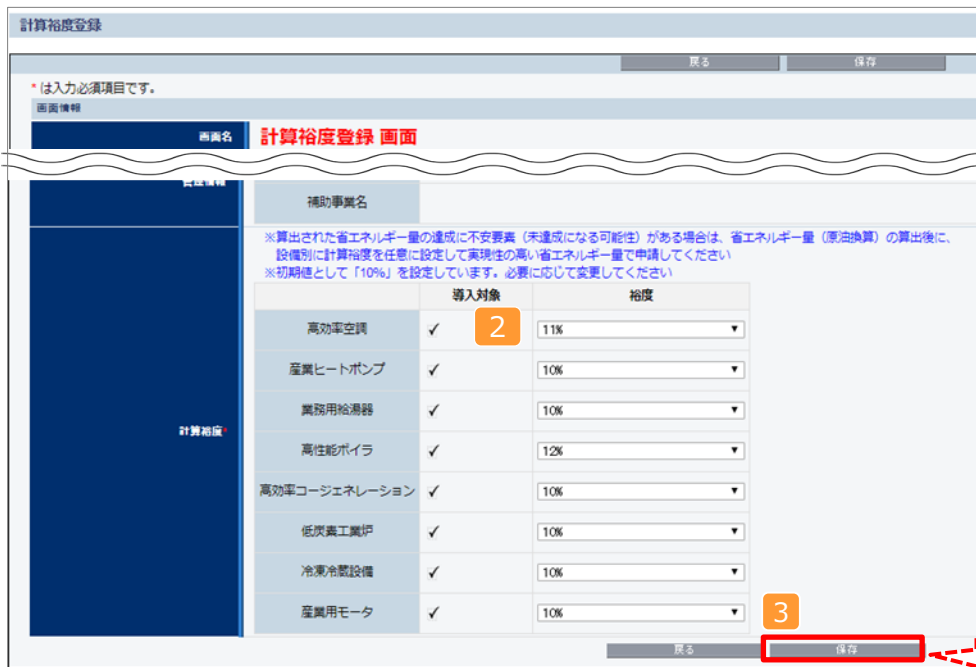 計算裕度登録
戻る 保存
* は入力必須項目です。
画面情報
画面名 計算裕度登録 画面
管理情報
補助事業名
※算出された省エネルギー量の達成に不安要素（未達成になる可能性）がある場合は、省エネルギー量（原油換算）の算出後に、
設備別に計算裕度を任意に設定して実現性の高い省エネルギー量で申請してください
※初期値として「10%」を設定しています。必要に応じて変更してください
導入対象 裕度
2
高効率空調 ✓ 11% ▼
産業ヒートポンプ ✓ 10% ▼
業務用給湯器 ✓ 10% ▼
計算裕度*
高性能ボイラ ✓ 12% ▼
高効率コージェネレーション ✓ 10% ▼
低炭素工業炉 ✓ 10% ▼
冷凍冷蔵設備 ✓ 10% ▼
産業用モータ ✓ 10% ▼
3
戻る 保存